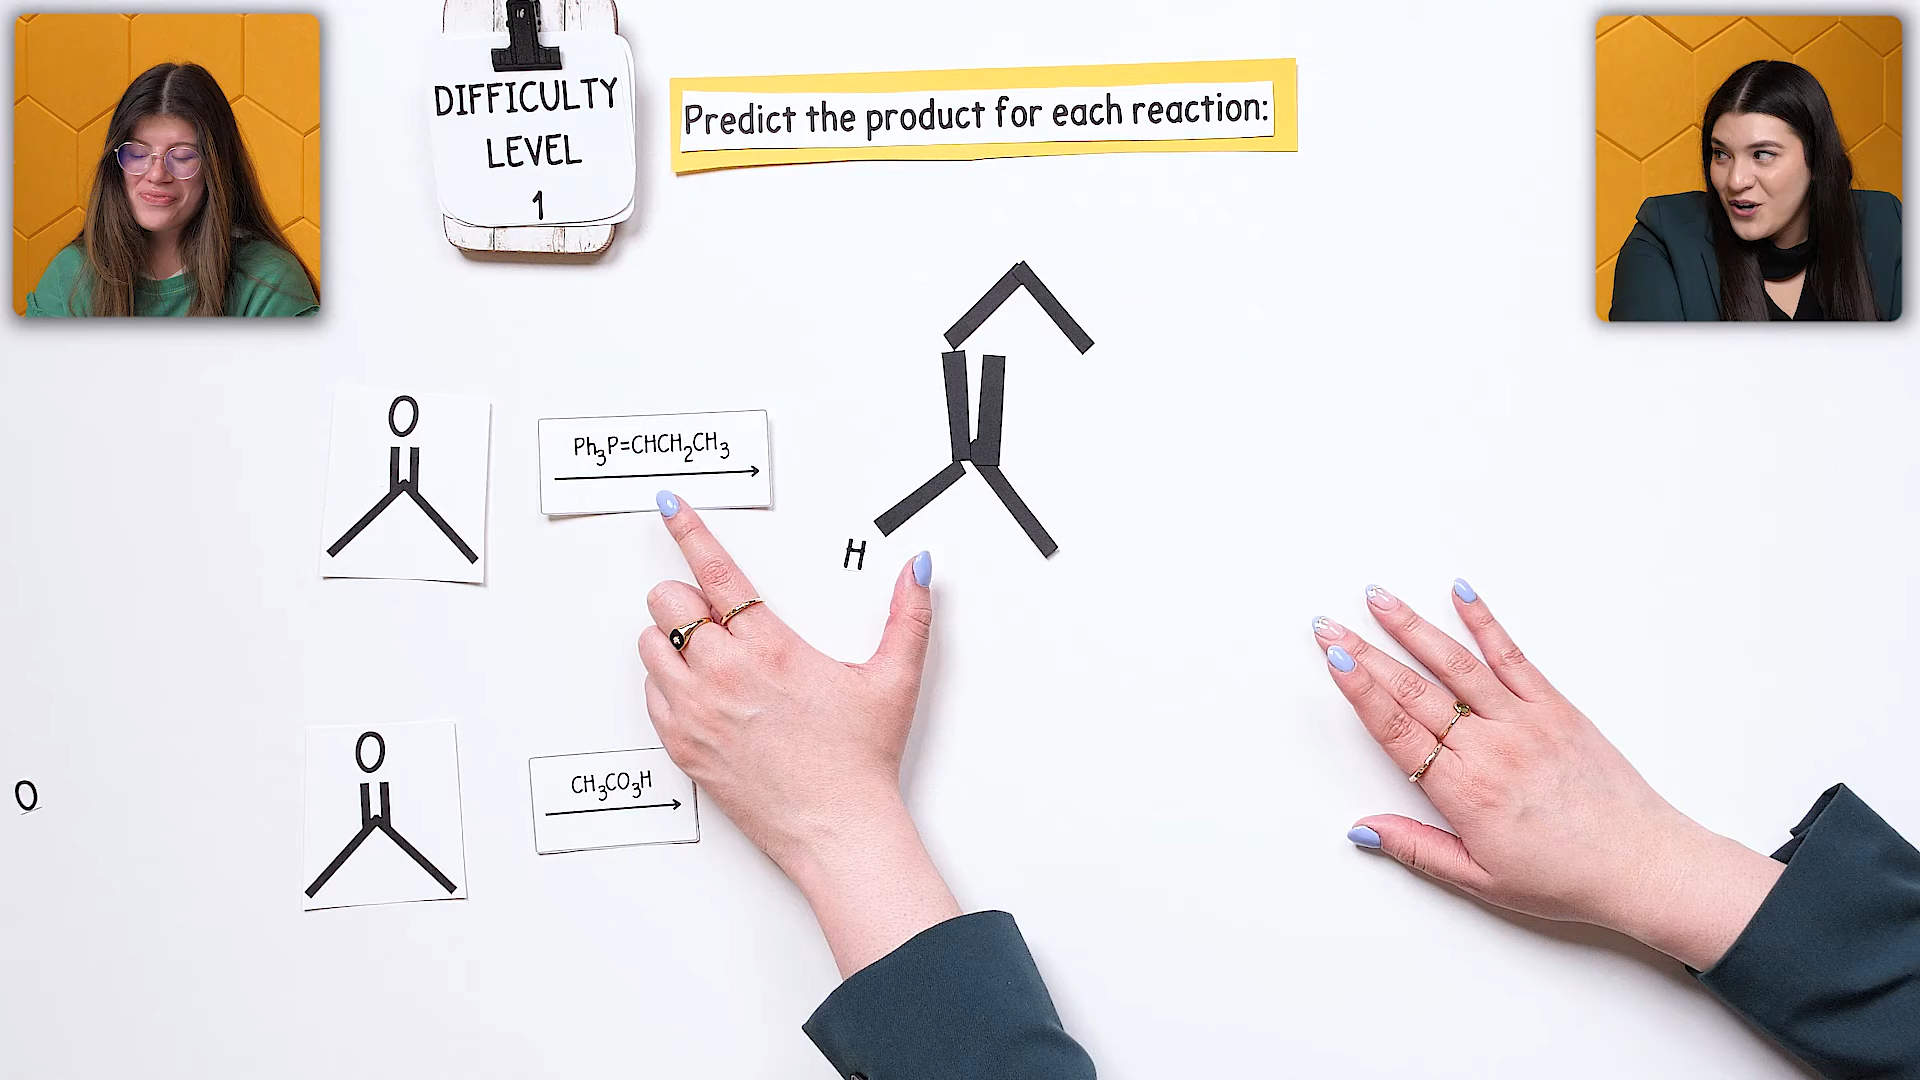 DIFFICULTY
LEVEL
1
Predict the product for each reaction:
O
Ph₃P=CHCH₂CH₃
H
O
O
CH₃CO₃H